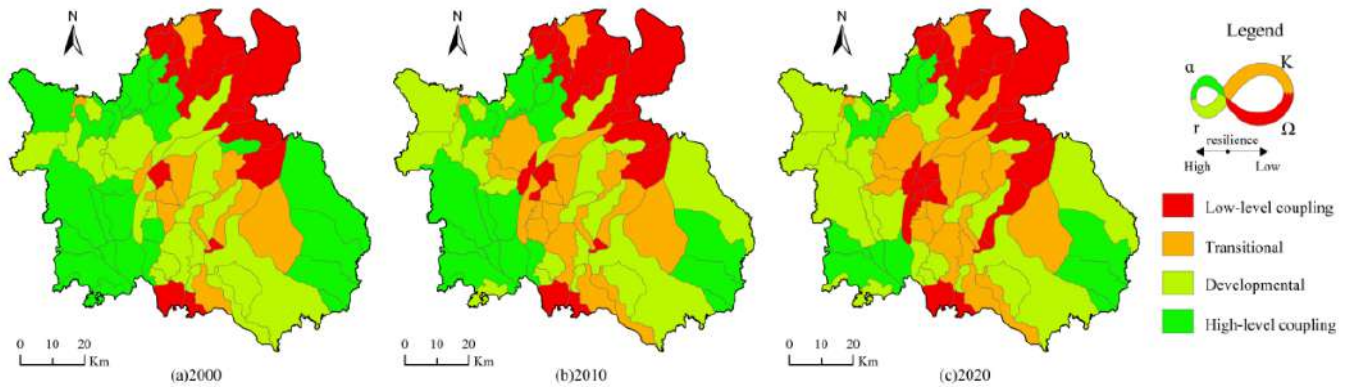 N
N
N
Legend
α
K
r
Ω
resilience
High
Low
Low-level coupling
Transitional
Developmental
High-level coupling
0 10 20
Km
0 10 20
Km
0 10 20
Km
(a)2000
(b)2010
(c)2020